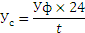 Ус = Уф × 24 / t